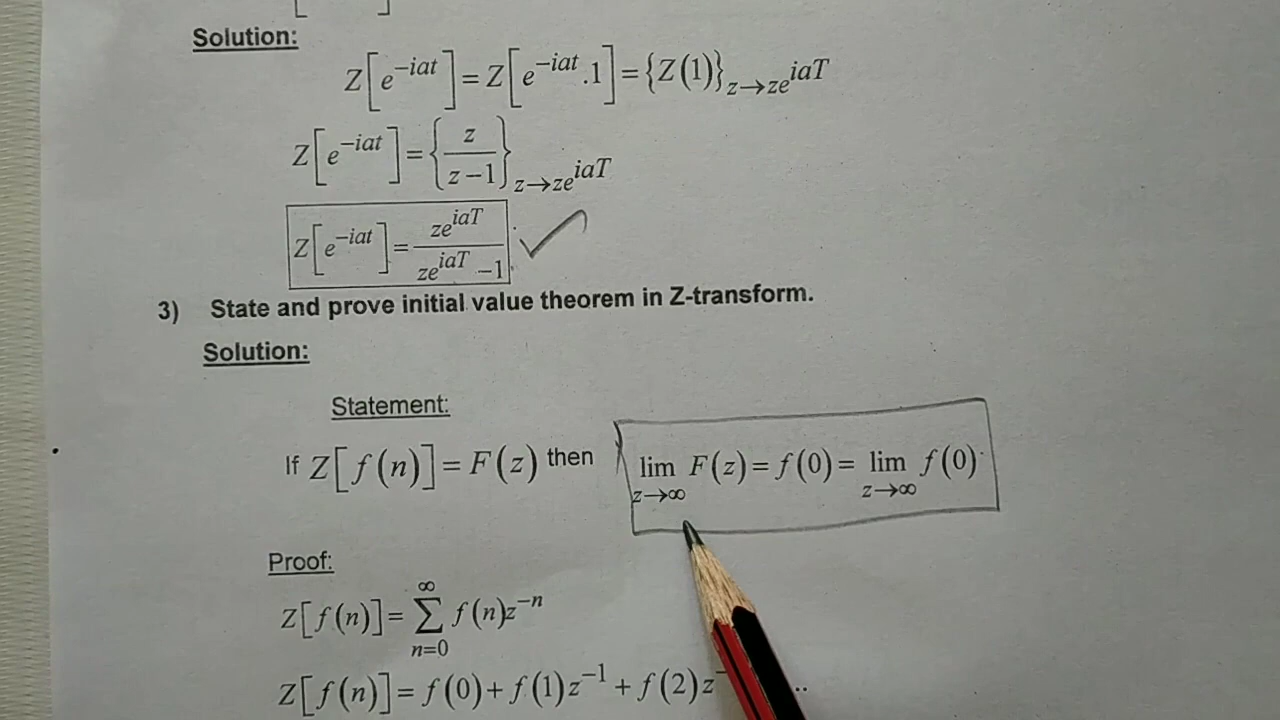 Solution:
Z[e^{-iat}] = Z[e^{-iat}.1] = {Z(1)}_{z→ze^{iaT}}
Z[e^{-iat}] = {z/(z−1)}_{z→ze^{iaT}}
Z[e^{-iat}] = ze^{iaT}/(ze^{iaT} −1)
3) State and prove initial value theorem in Z-transform.
Solution:
Statement:
If Z[f(n)] = F(z) then lim_{z→∞} F(z) = f(0) = lim_{z→∞} f(0)
Proof:
Z[f(n)] = ∑_{n=0}^{∞} f(n)z^{−n}
Z[f(n)] = f(0) + f(1)z^{−1} + f(2)z^{−} ..